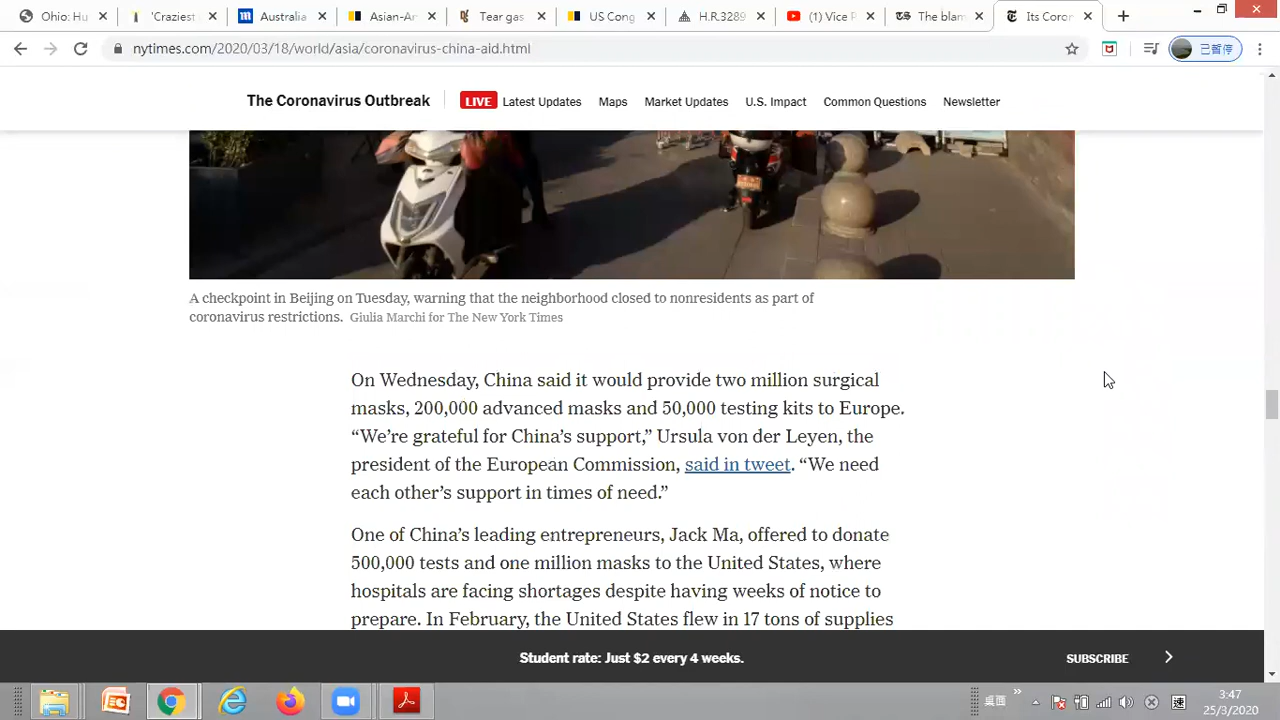 Ohio: Hu
'Craziest
Australia
Asian-Ar
Tear gas
US Cong
H.R.3289
(1) Vice R
The blam
Its Coron
nytimes.com/2020/03/18/world/asia/coronavirus-china-aid.html
已暫停
The Coronavirus Outbreak
LIVE Latest Updates Maps Market Updates U.S. Impact Common Questions Newsletter
A checkpoint in Beijing on Tuesday, warning that the neighborhood closed to nonresidents as part of
coronavirus restrictions. Giulia Marchi for The New York Times
On Wednesday, China said it would provide two million surgical
masks, 200,000 advanced masks and 50,000 testing kits to Europe.
“We’re grateful for China’s support,” Ursula von der Leyen, the
president of the European Commission, said in tweet. “We need
each other’s support in times of need.”
One of China’s leading entrepreneurs, Jack Ma, offered to donate
500,000 tests and one million masks to the United States, where
hospitals are facing shortages despite having weeks of notice to
prepare. In February, the United States flew in 17 tons of supplies
Student rate: Just $2 every 4 weeks.
SUBSCRIBE
桌面
3:47
25/3/2020